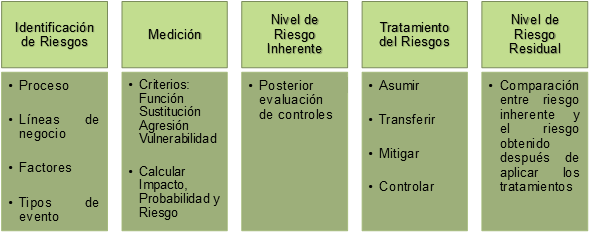 Identificación
de Riesgos
• Proceso
• Líneas de
negocio
• Factores
• Tipos de
evento
Medición
• Criterios:
Función
Sustitución
Agresión
Vulnerabilidad
• Calcular
Impacto,
Probabilidad y
Riesgo
Nivel de
Riesgo
Inherente
• Posterior
evaluación
de controles
Tratamiento
del Riesgos
• Asumir
• Transferir
• Mitigar
• Controlar
Nivel de
Riesgo
Residual
• Comparación
entre riesgo
inherente y
el riesgo
obtenido
después de
aplicar los
tratamientos